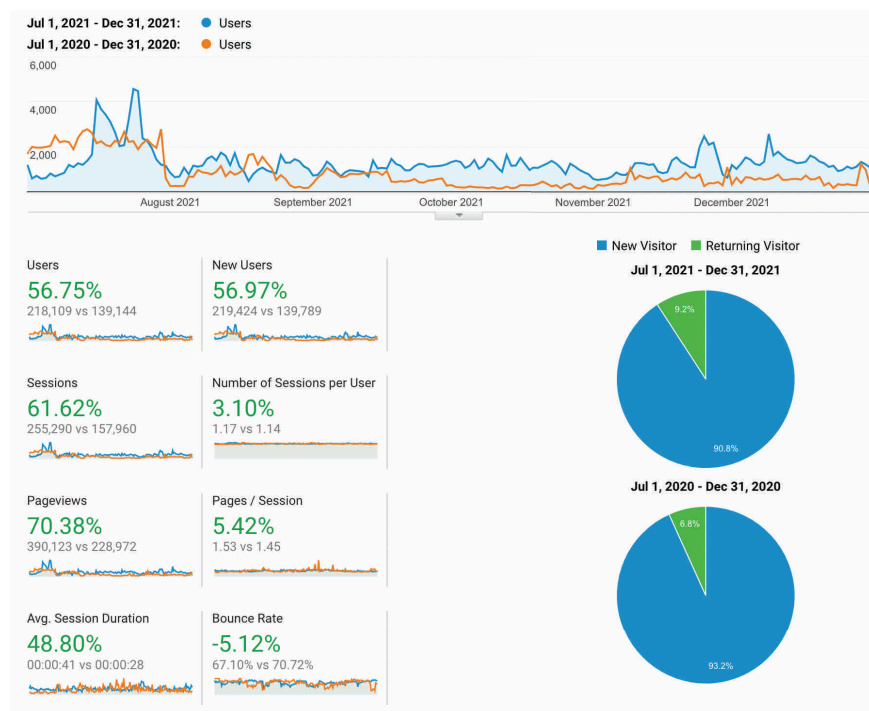 Jul 1, 2021 - Dec 31, 2021: Users
Jul 1, 2020 - Dec 31, 2020: Users
6,000
4,000
2,000
August 2021 September 2021 October 2021 November 2021 December 2021
New Visitor Returning Visitor
Jul 1, 2021 - Dec 31, 2021
9.2%
90.8%
Jul 1, 2020 - Dec 31, 2020
6.8%
93.2%
Users
56.75%
218,109 vs 139,144
New Users
56.97%
219,424 vs 139,789
Sessions
61.62%
255,290 vs 157,960
Number of Sessions per User
3.10%
1.17 vs 1.14
Pageviews
70.38%
390,123 vs 228,972
Pages / Session
5.42%
1.53 vs 1.45
Avg. Session Duration
48.80%
00:00:41 vs 00:00:28
Bounce Rate
-5.12%
67.10% vs 70.72%